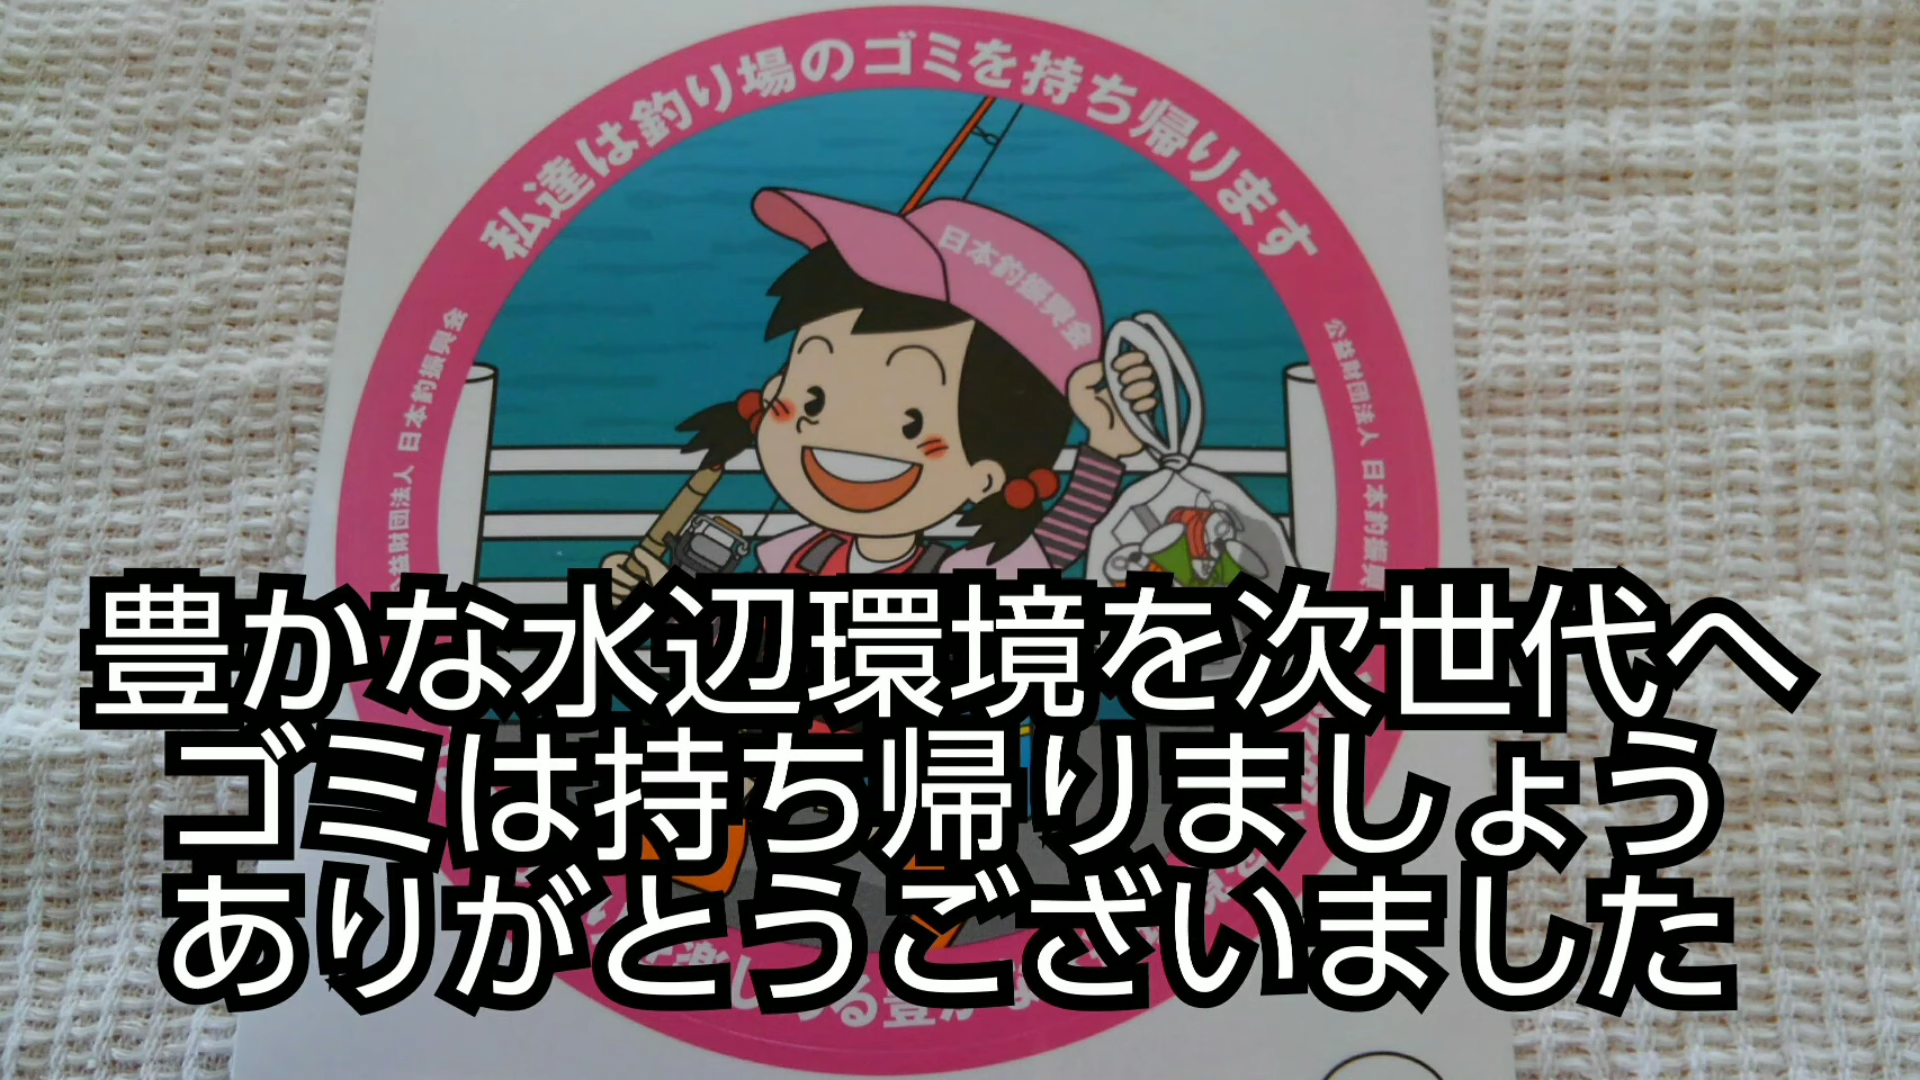 私達は釣り場のゴミを持ち帰ります
日本釣振興会
公益財団法人 日本釣振興会
公益財団法人 日本釣振興
豊かな水辺環境を次世代へ
ゴミは持ち帰りましょう
ありがとうございました